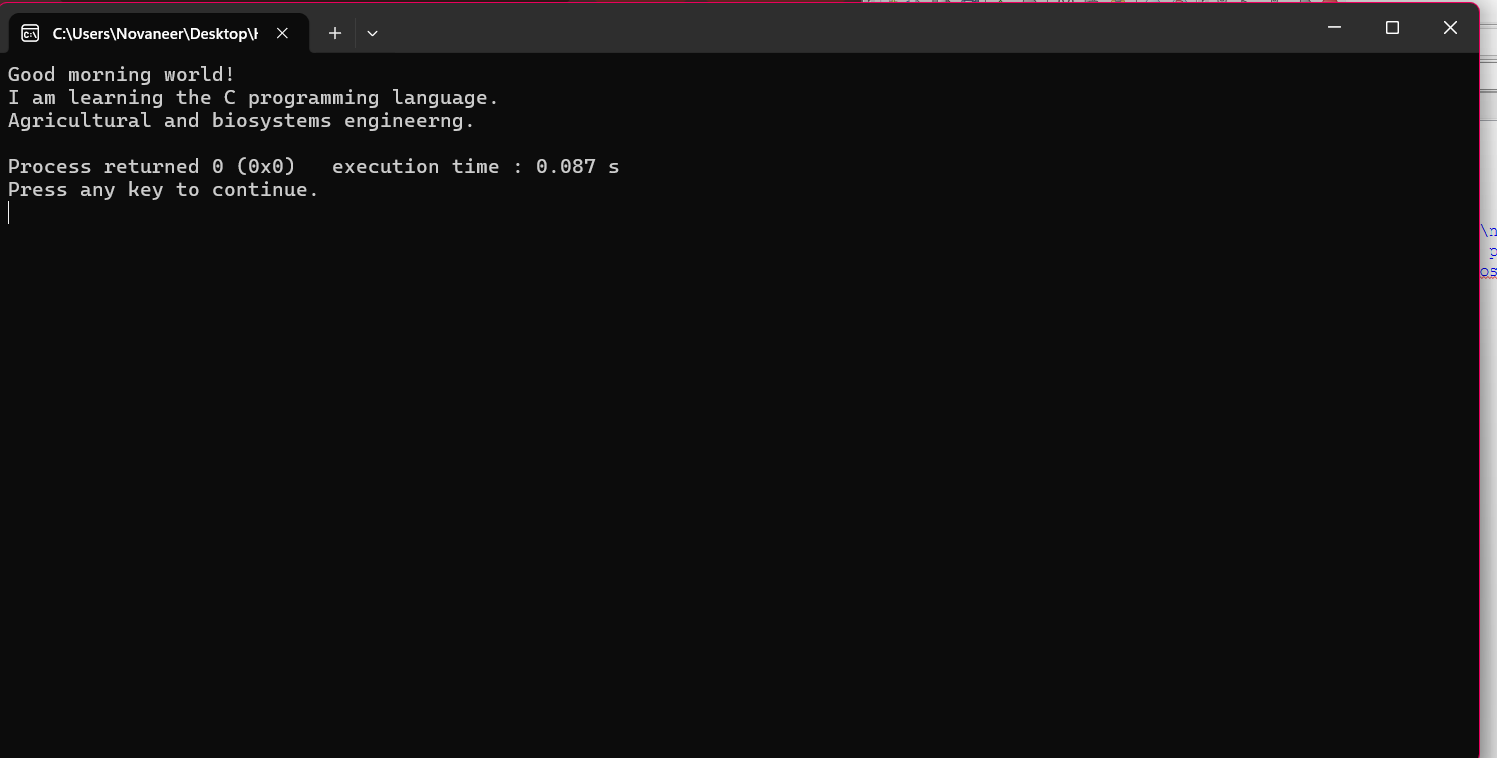 C:\Users\Novaneer\Desktop\
Good morning world!
I am learning the C programming language.
Agricultural and biosystems engineerng.
Process returned 0 (0x0)   execution time : 0.087 s
Press any key to continue.
\n
p
os